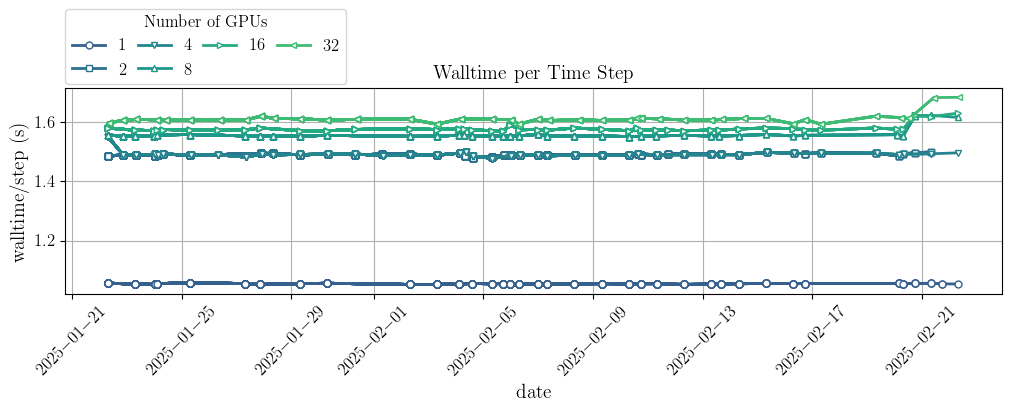 Number of GPUs
1 4 16 32
2 8
Walltime per Time Step
walltime/step (s)
1.6
1.4
1.2
2025−01−21 2025−01−25 2025−01−29 2025−02−01 2025−02−05 2025−02−09 2025−02−13 2025−02−17 2025−02−21
date